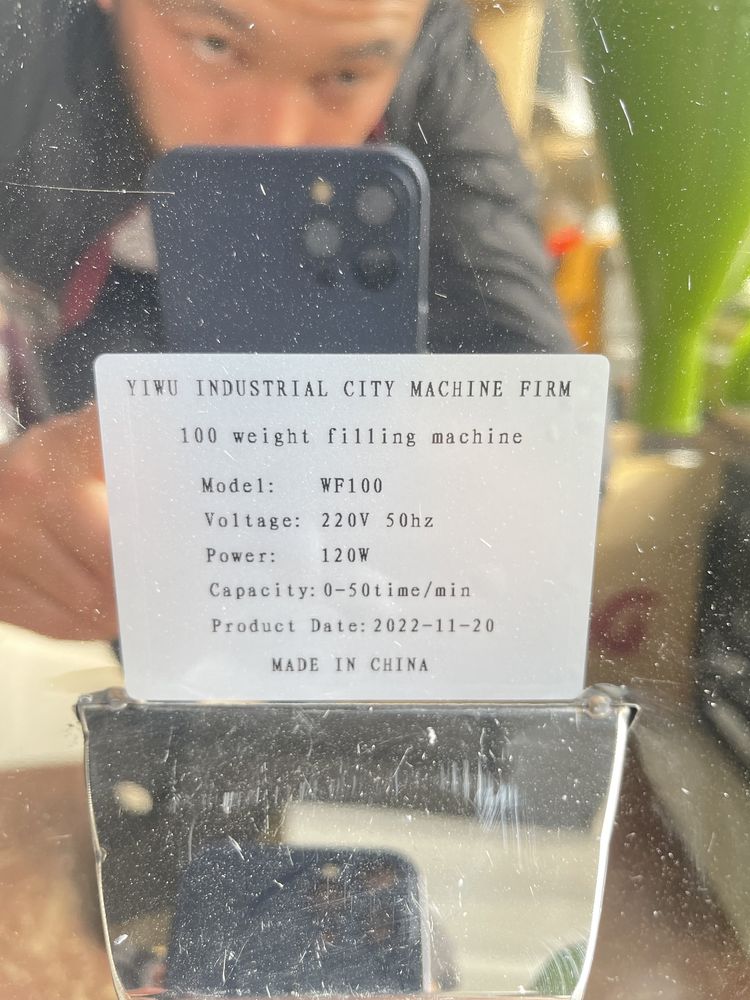 YIWU INDUSTRIAL CITY MACHINE FIRM
100 weight filling machine
Model: WF100
Voltage: 220V 50hz
Power: 120W
Capacity: 0-50time/min
Product Date: 2022-11-20
MADE IN CHINA